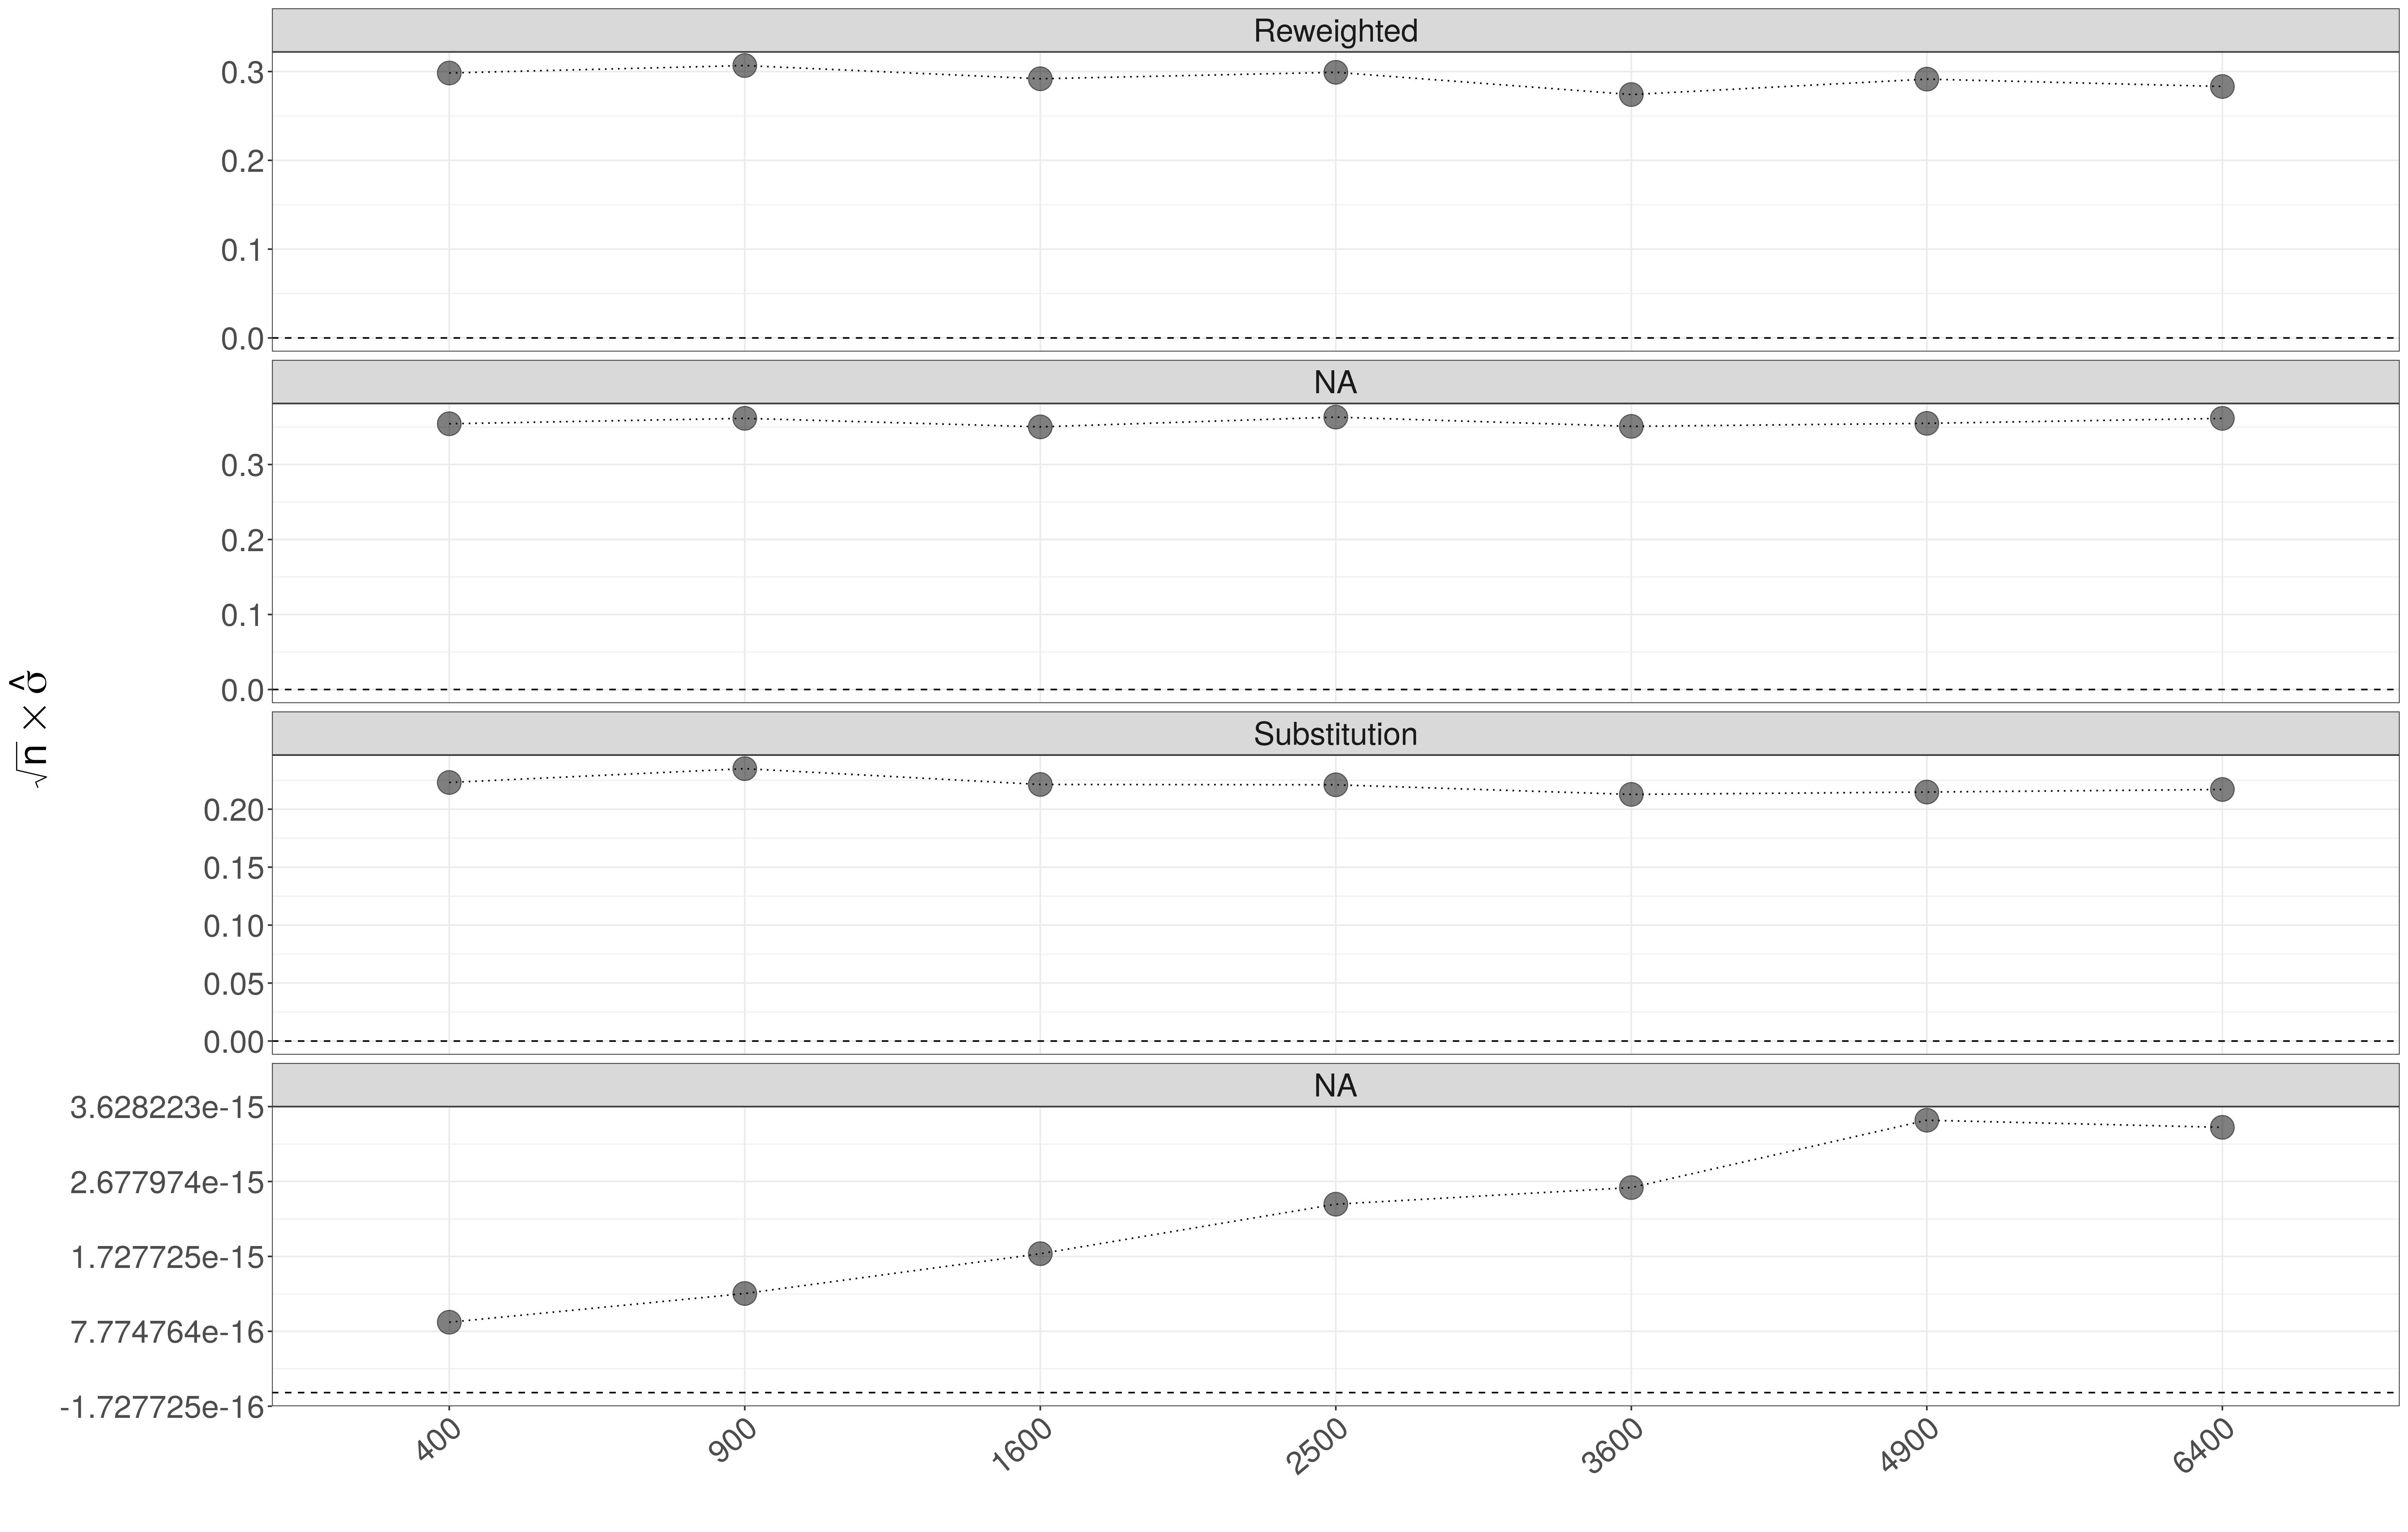 Reweighted
0.3
0.2
0.1
0.0
NA
0.3
0.2
0.1
0.0
√n × σ̂
Substitution
0.20
0.15
0.10
0.05
0.00
NA
3.628223e-15
2.677974e-15
1.727725e-15
7.774764e-16
-1.727725e-16
400 900 1600 2500 3600 4900 6400